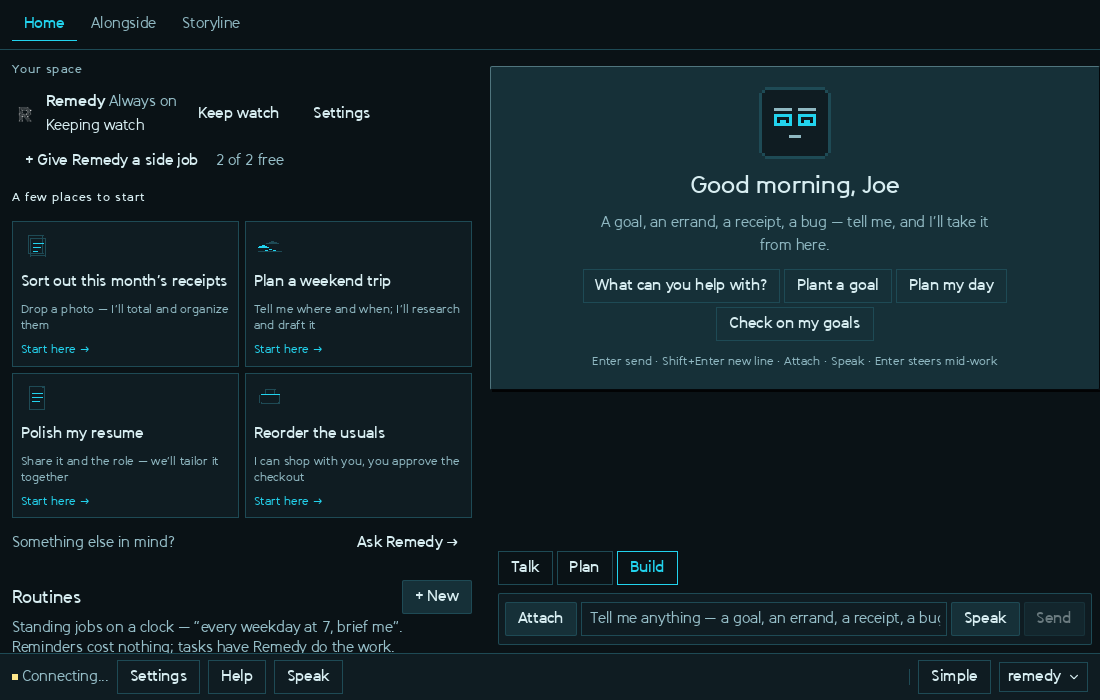 Home
Alongside
Storyline
Your space
Remedy Always on
Keeping watch
Keep watch
Settings
+ Give Remedy a side job
2 of 2 free
A few places to start
Sort out this month's receipts
Drop a photo — I'll total and organize
them
Start here →
Plan a weekend trip
Tell me where and when; I'll research
and draft it
Start here →
Polish my resume
Share it and the role — we'll tailor it
together
Start here →
Reorder the usuals
I can shop with you, you approve the
checkout
Start here →
Something else in mind?
Ask Remedy →
Routines
+ New
Standing jobs on a clock — "every weekday at 7, brief me".
Reminders cost nothing; tasks have Remedy do the work.
Good morning, Joe
A goal, an errand, a receipt, a bug — tell me, and I'll take it
from here.
What can you help with?
Plant a goal
Plan my day
Check on my goals
Enter send · Shift+Enter new line · Attach · Speak · Enter steers mid-work
Talk
Plan
Build
Attach
Tell me anything — a goal, an errand, a receipt, a bug
Speak
Send
Connecting...
Settings
Help
Speak
Simple
remedy